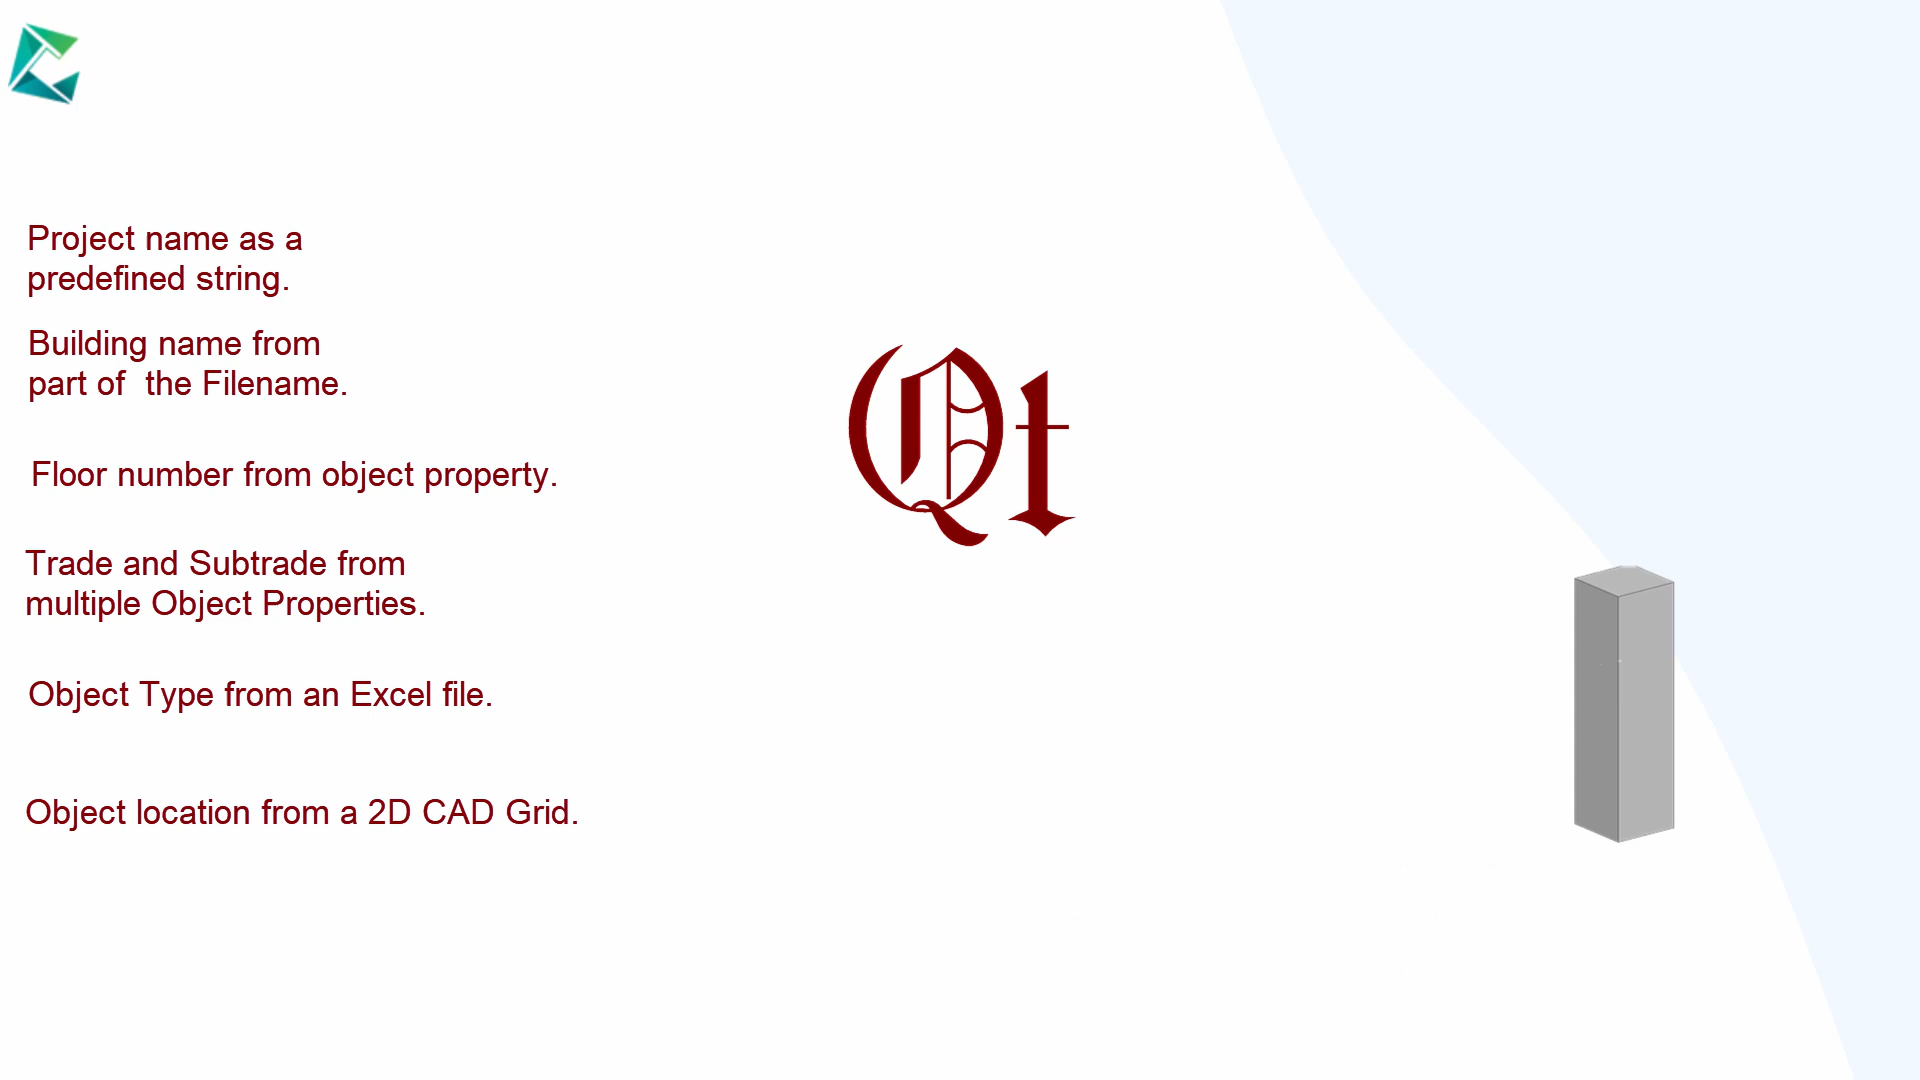 Project name as a
predefined string.
Building name from
part of  the Filename.
Floor number from object property.
Trade and Subtrade from
multiple Object Properties.
Object Type from an Excel file.
Object location from a 2D CAD Grid.
Qt